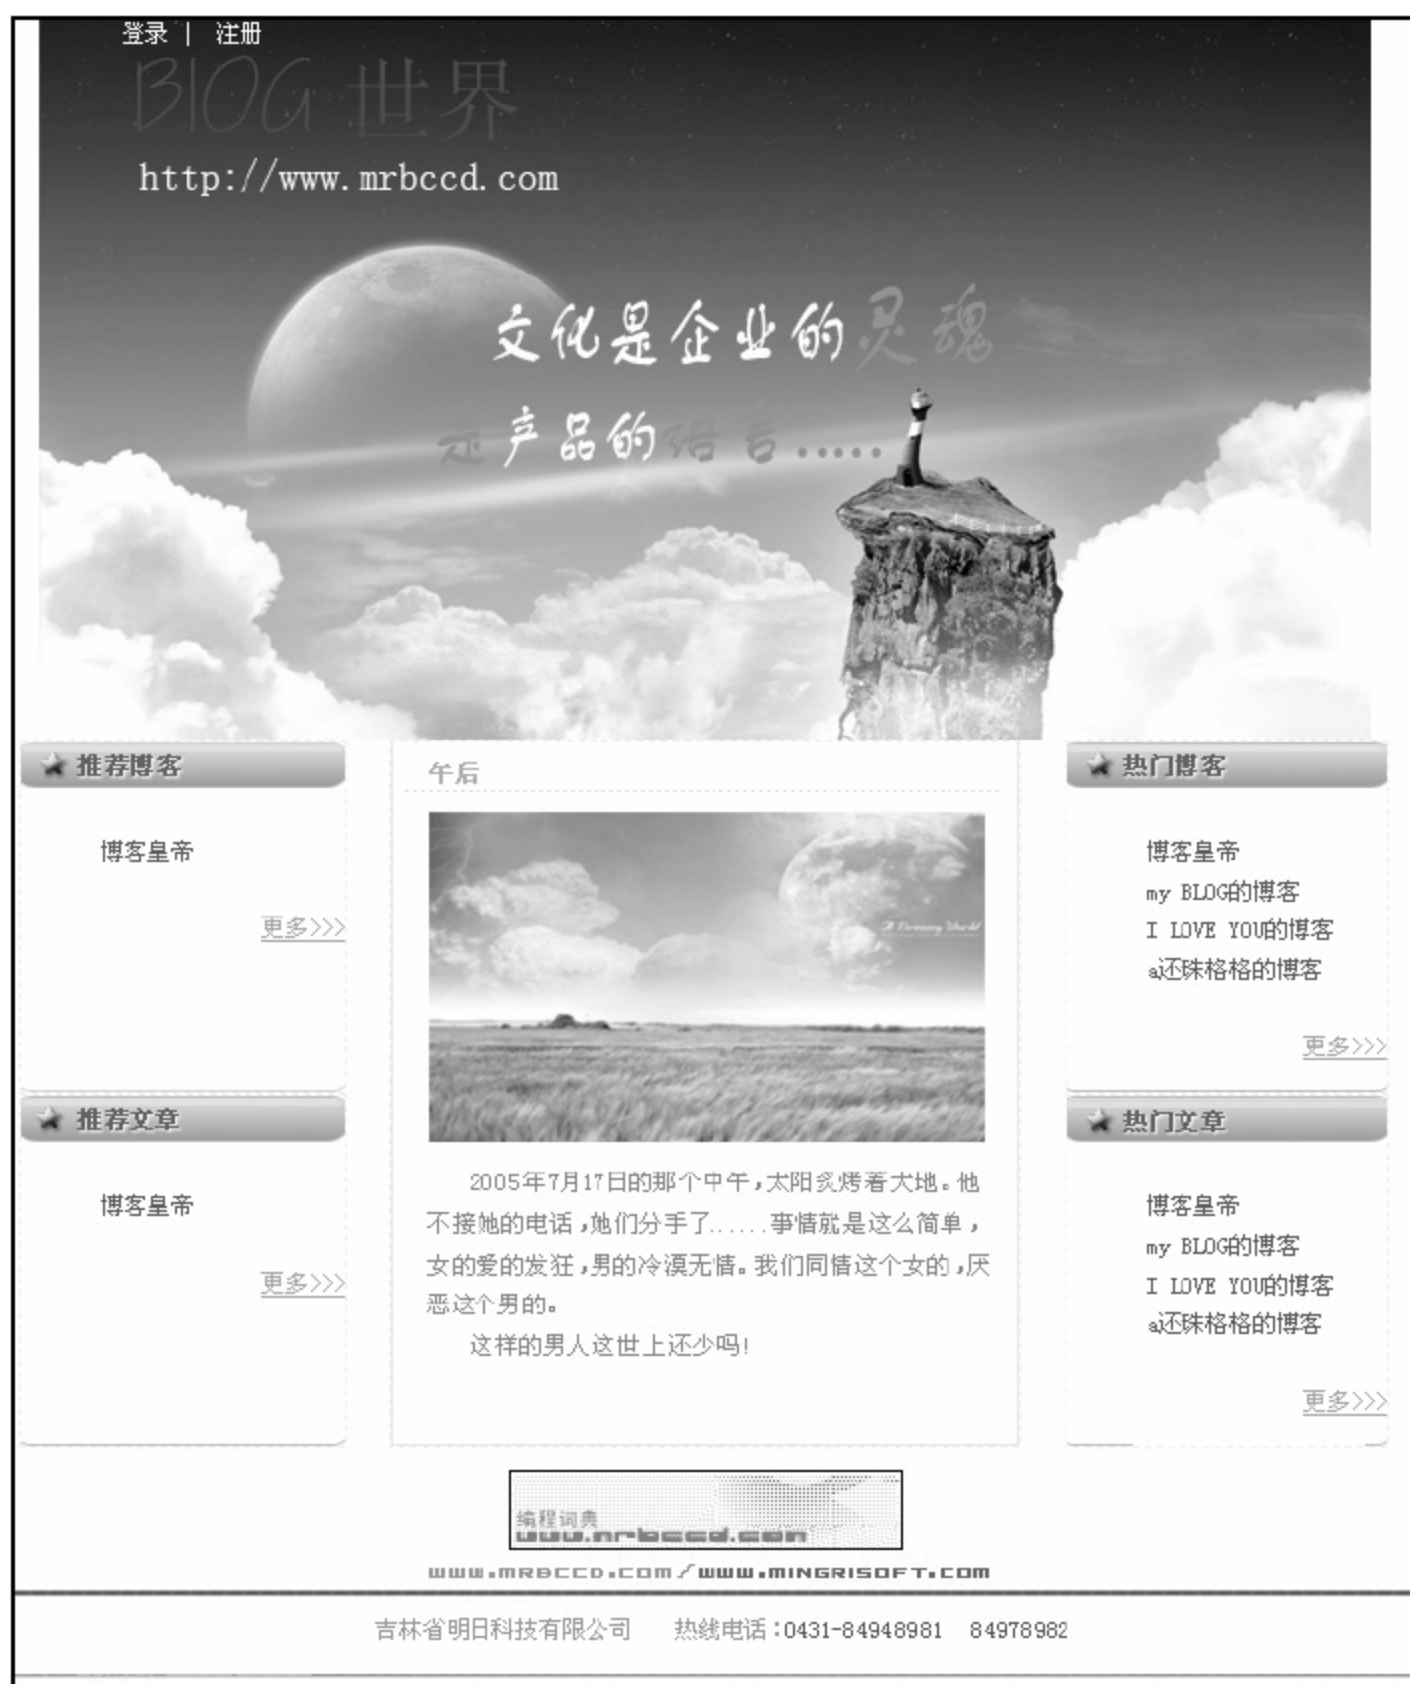 登录 | 注册
BlOG 世界
http://www.mrbccd.com
文化是企业的灵魂
还产品的语言.....
推荐博客
博客皇帝
更多>>>
推荐文章
博客皇帝
更多>>>
午后
A Dreamy World
2005年7月17日的那个中午，太阳炙烤着大地。他
不接她的电话，她们分手了......事情就是这么简单，
女的爱的发狂，男的冷漠无情。我们同情这个女的，厌
恶这个男的。
这样的男人这世上还少吗！
热门博客
博客皇帝
my BLOG的博客
I LOVE YOU的博客
a还珠格格的博客
更多>>>
热门文章
博客皇帝
my BLOG的博客
I LOVE YOU的博客
a还珠格格的博客
更多>>>
编程词典
www.mrbccd.com
WWW.MRBCCD.COM/WWW.MINGRISOFT.COM
吉林省明日科技有限公司 热线电话：0431-84948981 84978982